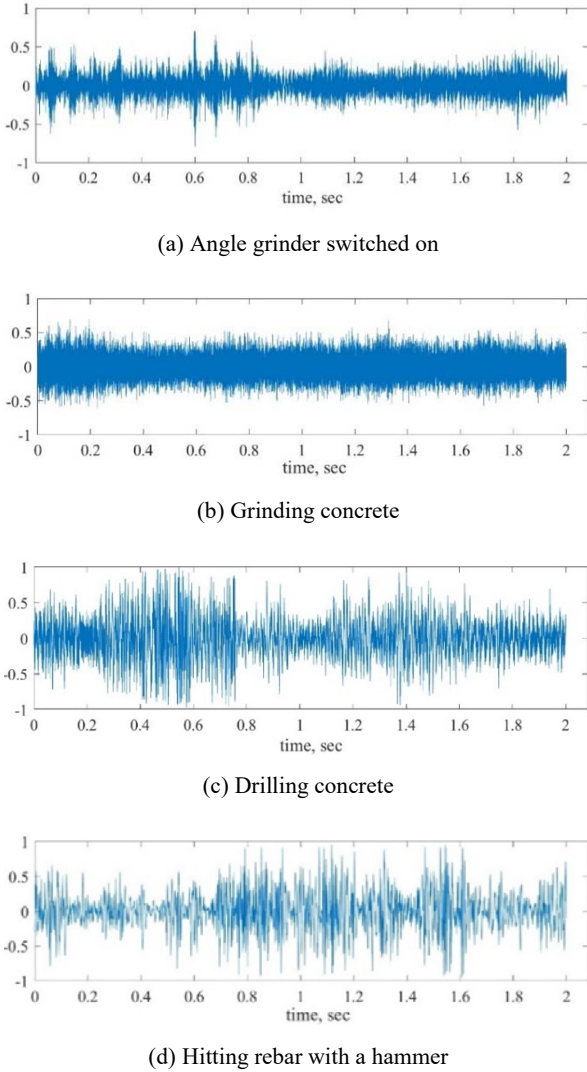 1
0.5
0
-0.5
-1
0 0.2 0.4 0.6 0.8 1 1.2 1.4 1.6 1.8 2
time, sec
(a) Angle grinder switched on
1
0.5
0
-0.5
-1
0 0.2 0.4 0.6 0.8 1 1.2 1.4 1.6 1.8 2
time, sec
(b) Grinding concrete
1
0.5
0
-0.5
-1
0 0.2 0.4 0.6 0.8 1 1.2 1.4 1.6 1.8 2
time, sec
(c) Drilling concrete
1
0.5
0
-0.5
-1
0 0.2 0.4 0.6 0.8 1 1.2 1.4 1.6 1.8 2
time, sec
(d) Hitting rebar with a hammer